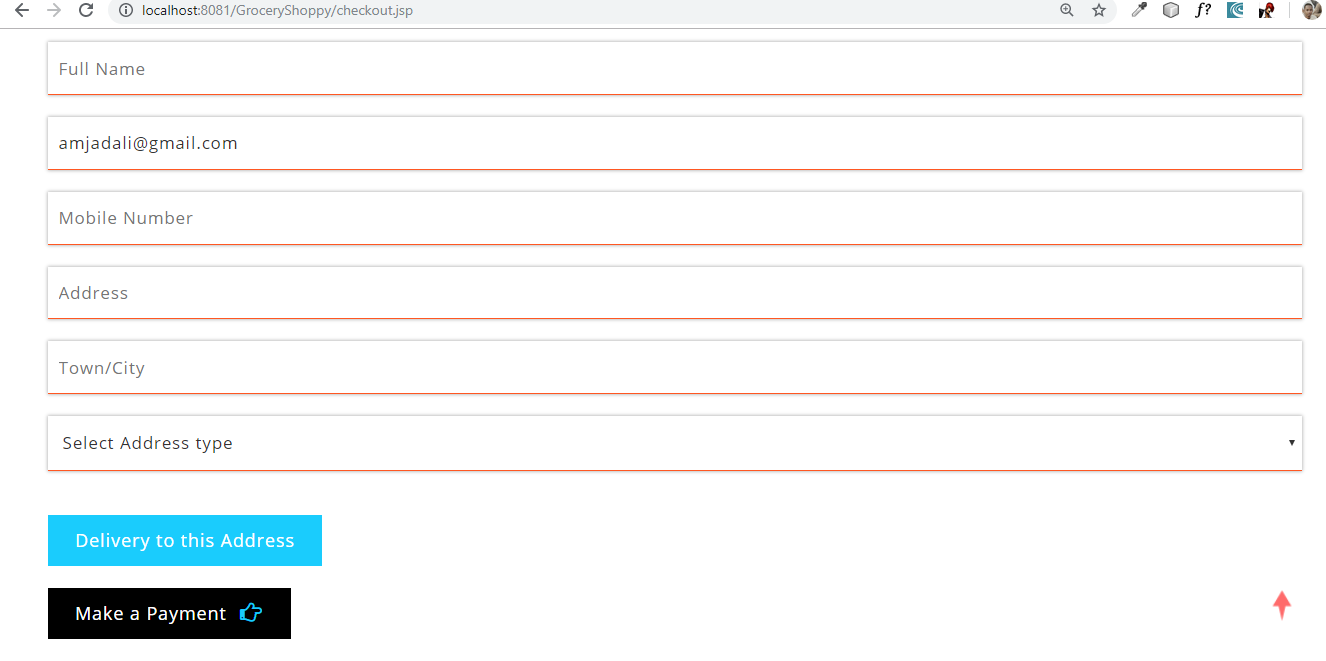 localhost:8081/GroceryShoppy/checkout.jsp
f?
Full Name
amjadali@gmail.com
Mobile Number
Address
Town/City
Select Address type
Delivery to this Address
Make a Payment